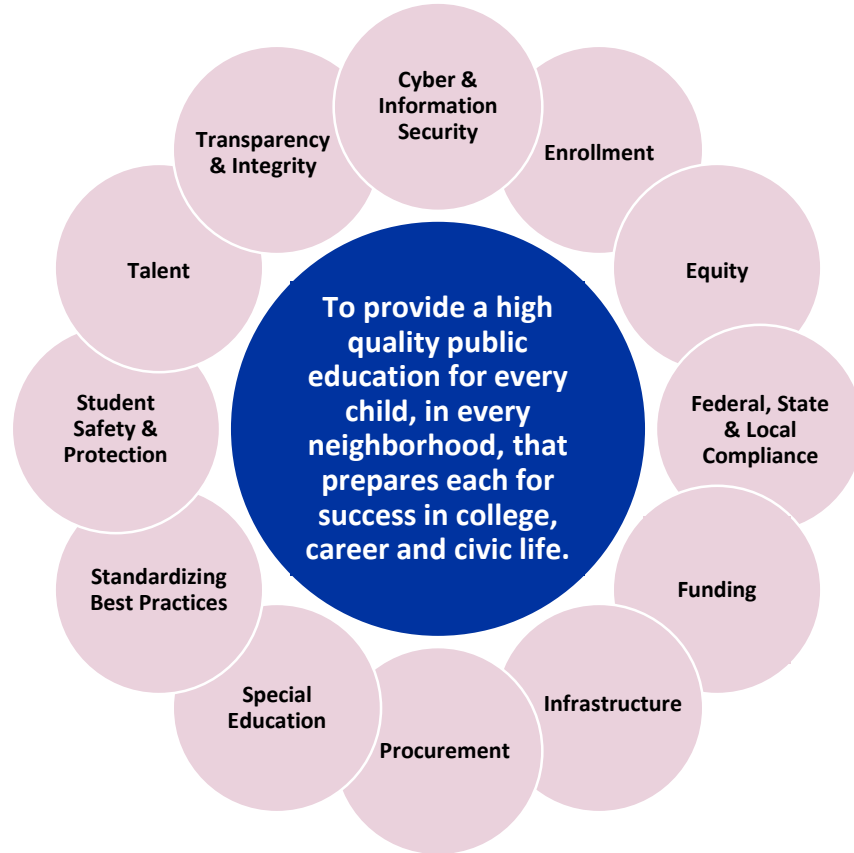 Cyber &
Information
Security
Enrollment
Equity
Federal, State
& Local
Compliance
Funding
Infrastructure
Procurement
Special
Education
Standardizing
Best Practices
Student
Safety &
Protection
Talent
Transparency
& Integrity
To provide a high
quality public
education for every
child, in every
neighborhood, that
prepares each for
success in college,
career and civic life.